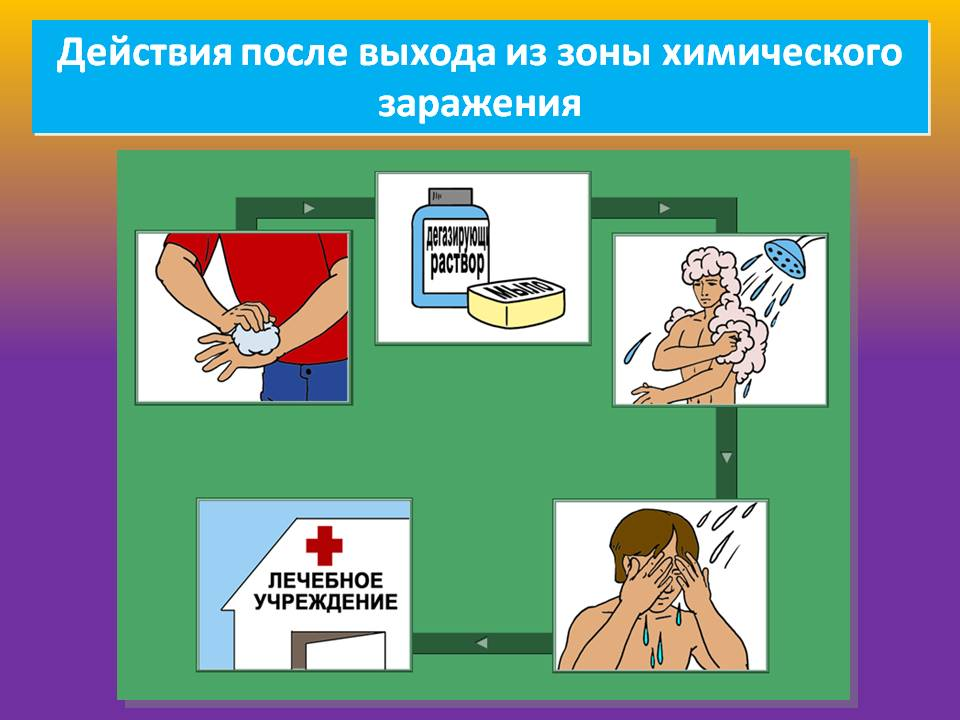 Действия после выхода из зоны химического
заражения
дегазирующ
раствор
МЫЛО
ЛЕЧЕБНОЕ
УЧРЕЖДЕНИЕ